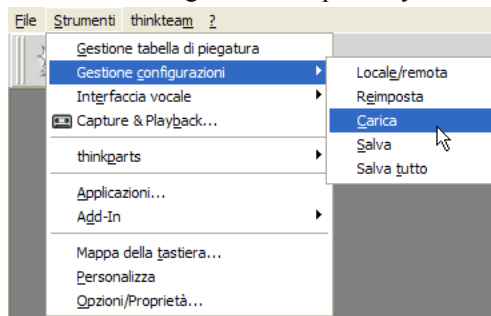 File Strumenti thinkteam ?
Gestione tabella di piegatura
Gestione configurazioni
Interfaccia vocale
Capture & Playback...
thinkparts
Applicazioni...
Add-In
Mappa della tastiera...
Personalizza
Opzioni/Proprietà...
Locale/remota
Reimposta
Carica
Salva
Salva tutto